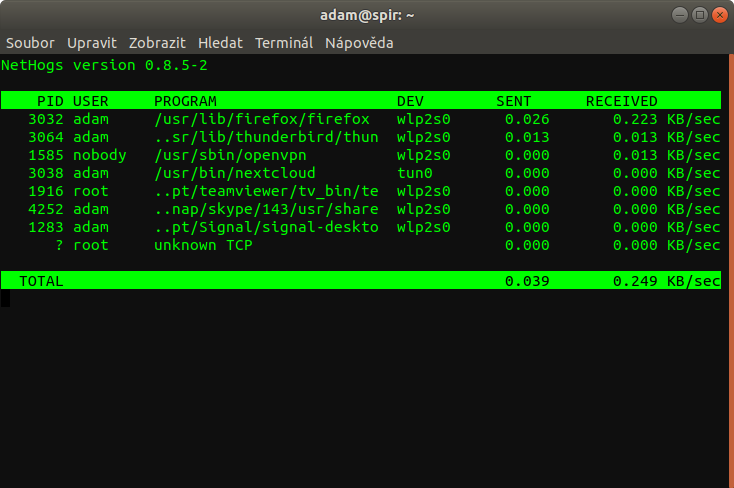 adam@spir: ~
Soubor Upravit Zobrazit Hledat Terminál Nápověda
NetHogs version 0.8.5-2
PID USER PROGRAM DEV SENT RECEIVED
3032 adam /usr/lib/firefox/firefox wlp2s0 0.026 0.223 KB/sec
3064 adam ..sr/lib/thunderbird/thun wlp2s0 0.013 0.013 KB/sec
1585 nobody /usr/sbin/openvpn wlp2s0 0.000 0.013 KB/sec
3038 adam /usr/bin/nextcloud tun0 0.000 0.000 KB/sec
1916 root ..pt/teamviewer/tv_bin/te wlp2s0 0.000 0.000 KB/sec
4252 adam ..nap/skype/143/usr/share wlp2s0 0.000 0.000 KB/sec
1283 adam ..pt/Signal/signal-deskto wlp2s0 0.000 0.000 KB/sec
? root unknown TCP 0.000 0.000 KB/sec
TOTAL 0.039 0.249 KB/sec